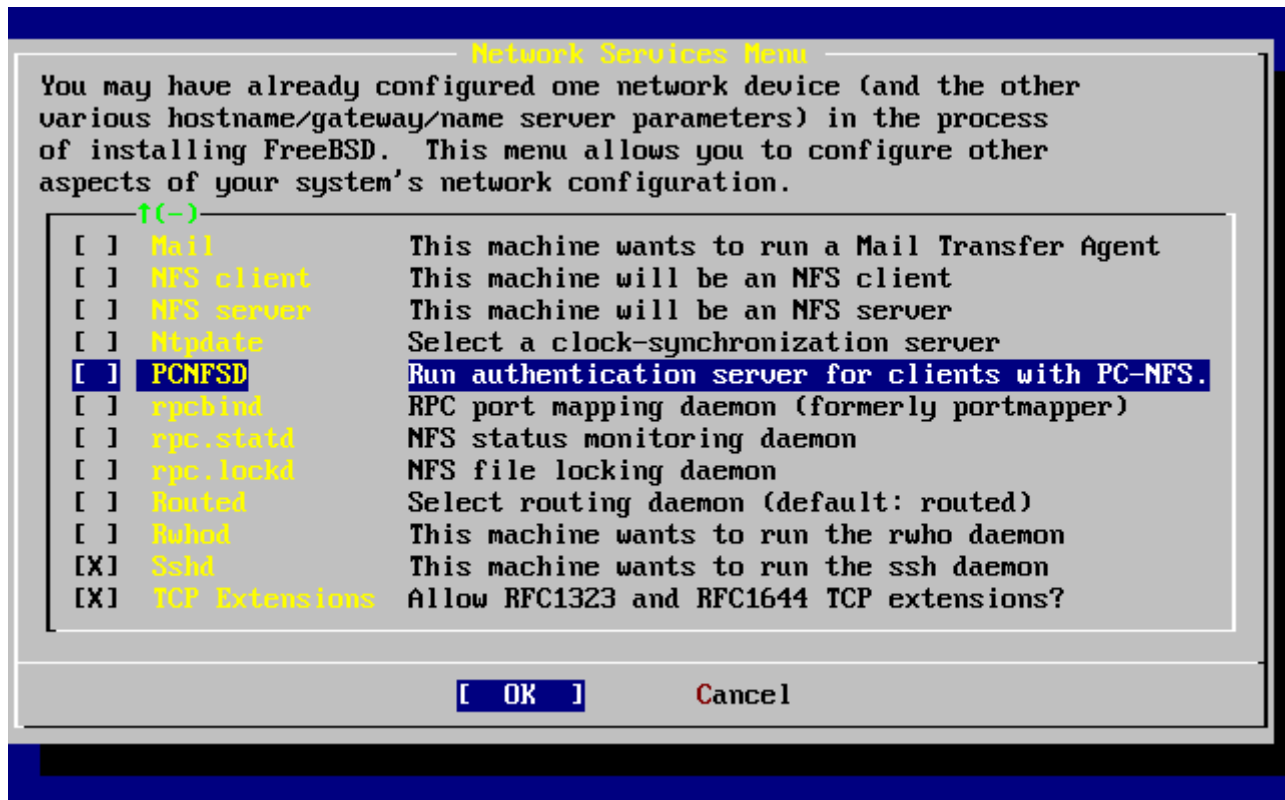 Network Services Menu
You may have already configured one network device (and the other
various hostname/gateway/name server parameters) in the process
of installing FreeBSD.  This menu allows you to configure other
aspects of your system's network configuration.
↑(-)
[ ] Mail This machine wants to run a Mail Transfer Agent
[ ] NFS client This machine will be an NFS client
[ ] NFS server This machine will be an NFS server
[ ] Ntpdate Select a clock-synchronization server
[ ] PCNFSD Run authentication server for clients with PC-NFS.
[ ] rpcbind RPC port mapping daemon (formerly portmapper)
[ ] rpc.statd NFS status monitoring daemon
[ ] rpc.lockd NFS file locking daemon
[ ] Routed Select routing daemon (default: routed)
[ ] Rwhod This machine wants to run the rwho daemon
[X] Sshd This machine wants to run the ssh daemon
[X] TCP Extensions Allow RFC1323 and RFC1644 TCP extensions?
[ OK ] Cancel